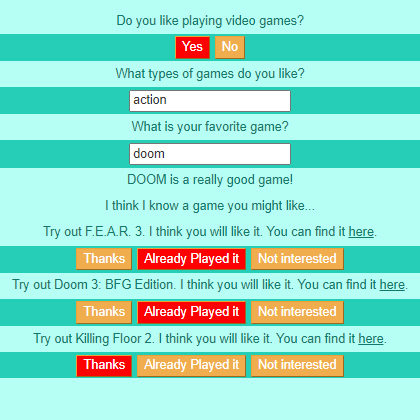 Do you like playing video games?
Yes No
What types of games do you like?
action
What is your favorite game?
doom
DOOM is a really good game!
I think I know a game you might like...
Try out F.E.A.R. 3. I think you will like it. You can find it here.
Thanks Already Played it Not interested
Try out Doom 3: BFG Edition. I think you will like it. You can find it here.
Thanks Already Played it Not interested
Try out Killing Floor 2. I think you will like it. You can find it here.
Thanks Already Played it Not interested